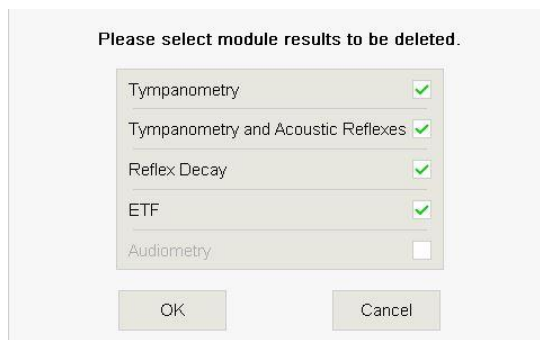 Please select module results to be deleted.
Tympanometry
Tympanometry and Acoustic Reflexes
Reflex Decay
ETF
Audiometry
OK
Cancel